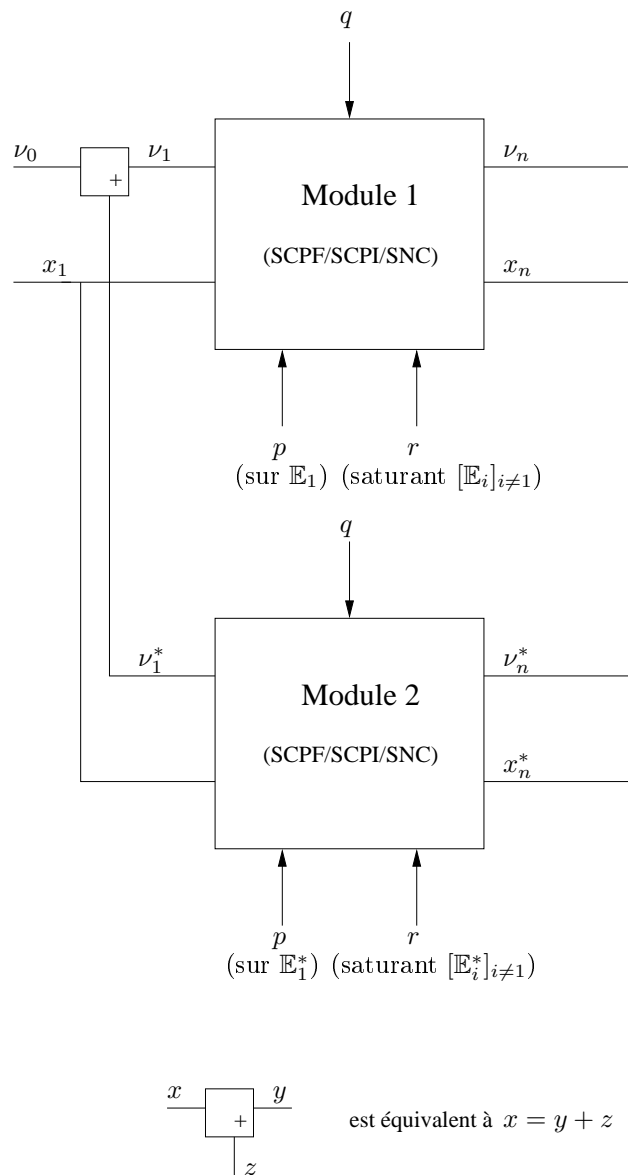 q
ν₀ ν₁ νₙ
+
Module 1
(SCPF/SCPI/SNC)
x₁ xₙ
p r
(sur 𝔼₁) (saturant [𝔼ᵢ]ᵢ≠₁)
q
ν₁* νₙ*
Module 2
(SCPF/SCPI/SNC)
xₙ*
p r
(sur 𝔼₁*) (saturant [𝔼ᵢ*]ᵢ≠₁)
x y
+
est équivalent à x = y + z
z